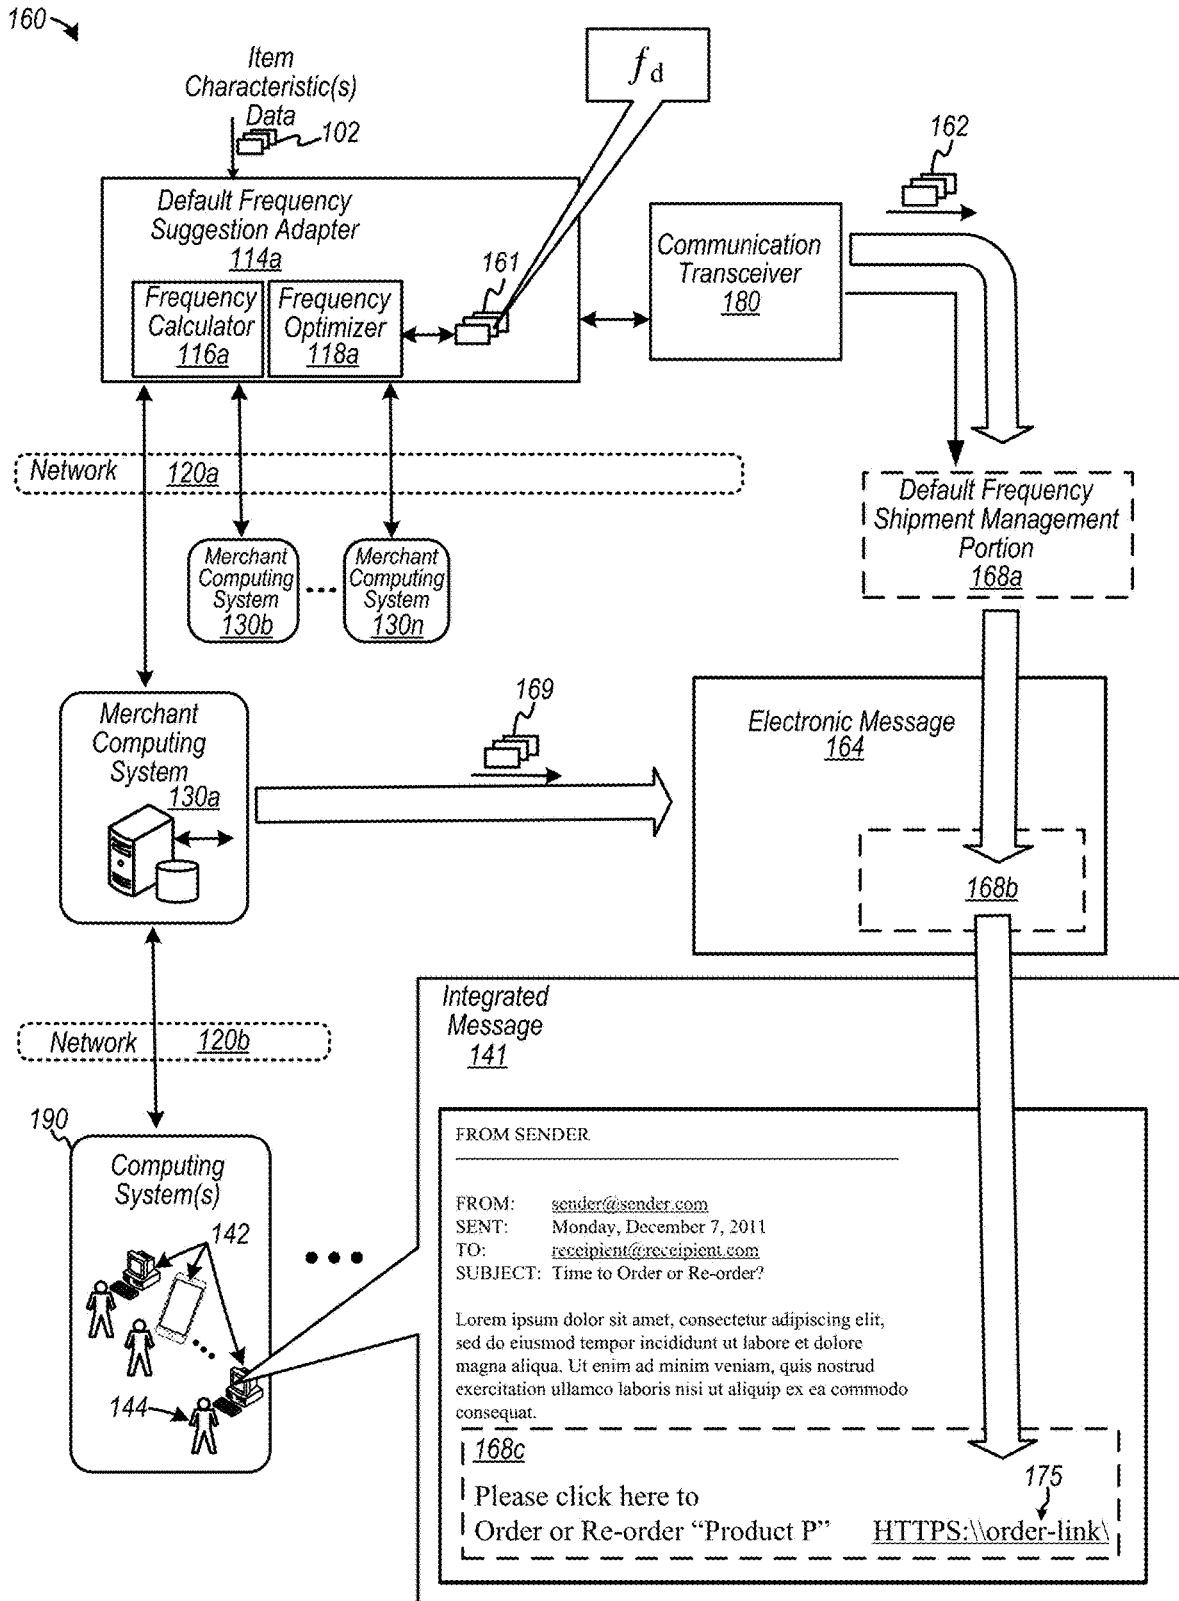 160
Item
Characteristic(s)
Data
102
f d
162
Default Frequency
Suggestion Adapter
114a
161
Frequency
Calculator
116a
Frequency
Optimizer
118a
Communication
Transceiver
180
Network 120a
Default Frequency
Shipment Management
Portion
168a
Merchant
Computing
System
130b
Merchant
Computing
System
130n
Merchant
Computing
System
130a
169
Electronic Message
164
168b
Integrated
Message
141
Network 120b
190
Computing
System(s)
142
144
FROM SENDER
FROM: sender@sender.com
SENT: Monday, December 7, 2011
TO: receipient@receipient.com
SUBJECT: Time to Order or Re-order?
Lorem ipsum dolor sit amet, consectetur adipiscing elit,
sed do eiusmod tempor incididunt ut labore et dolore
magna aliqua. Ut enim ad minim veniam, quis nostrud
exercitation ullamco laboris nisi ut aliquip ex ea commodo
consequat.
168c
175
Please click here to
Order or Re-order “Product P” HTTPS:\\order-link\